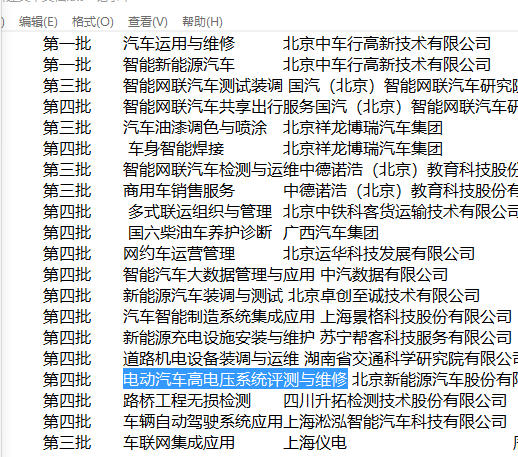 编辑(E) 格式(O) 查看(V) 帮助(H)
第一批 汽车运用与维修 北京中车行高新技术有限公司
第一批 智能新能源汽车 北京中车行高新技术有限公司
第三批 智能网联汽车测试装调 国汽（北京）智能网联汽车研究院
第四批 智能网联汽车共享出行服务国汽（北京）智能网联汽车研
第三批 汽车油漆调色与喷涂 北京祥龙博瑞汽车集团
第四批 车身智能焊接 北京祥龙博瑞汽车集团
第三批 智能网联汽车检测与运维中德诺浩（北京）教育科技股份
第三批 商用车销售服务 中德诺浩（北京）教育科技股份有
第四批 多式联运组织与管理 北京中铁科客货运输技术有限公
第四批 国六柴油车养护诊断 广西汽车集团
第四批 网约车运营管理 北京运华科技发展有限公司
第四批 智能汽车大数据管理与应用 中汽数据有限公司
第四批 新能源汽车装调与测试 北京卓创至诚技术有限公司
第四批 汽车智能制造系统集成应用 上海景格科技股份有限公司
第四批 新能源充电设施安装与维护 苏宁帮客科技服务有限公司
第四批 道路机电设备装调与运维 湖南省交通科学研究院有限公
第四批 电动汽车高电压系统评测与维修 北京新能源汽车股份有限
第四批 路桥工程无损检测 四川升拓检测技术股份有限公司
第四批 车辆自动驾驶系统应用上海淞泓智能汽车科技有限公司
第三批 车联网集成应用 上海仪电